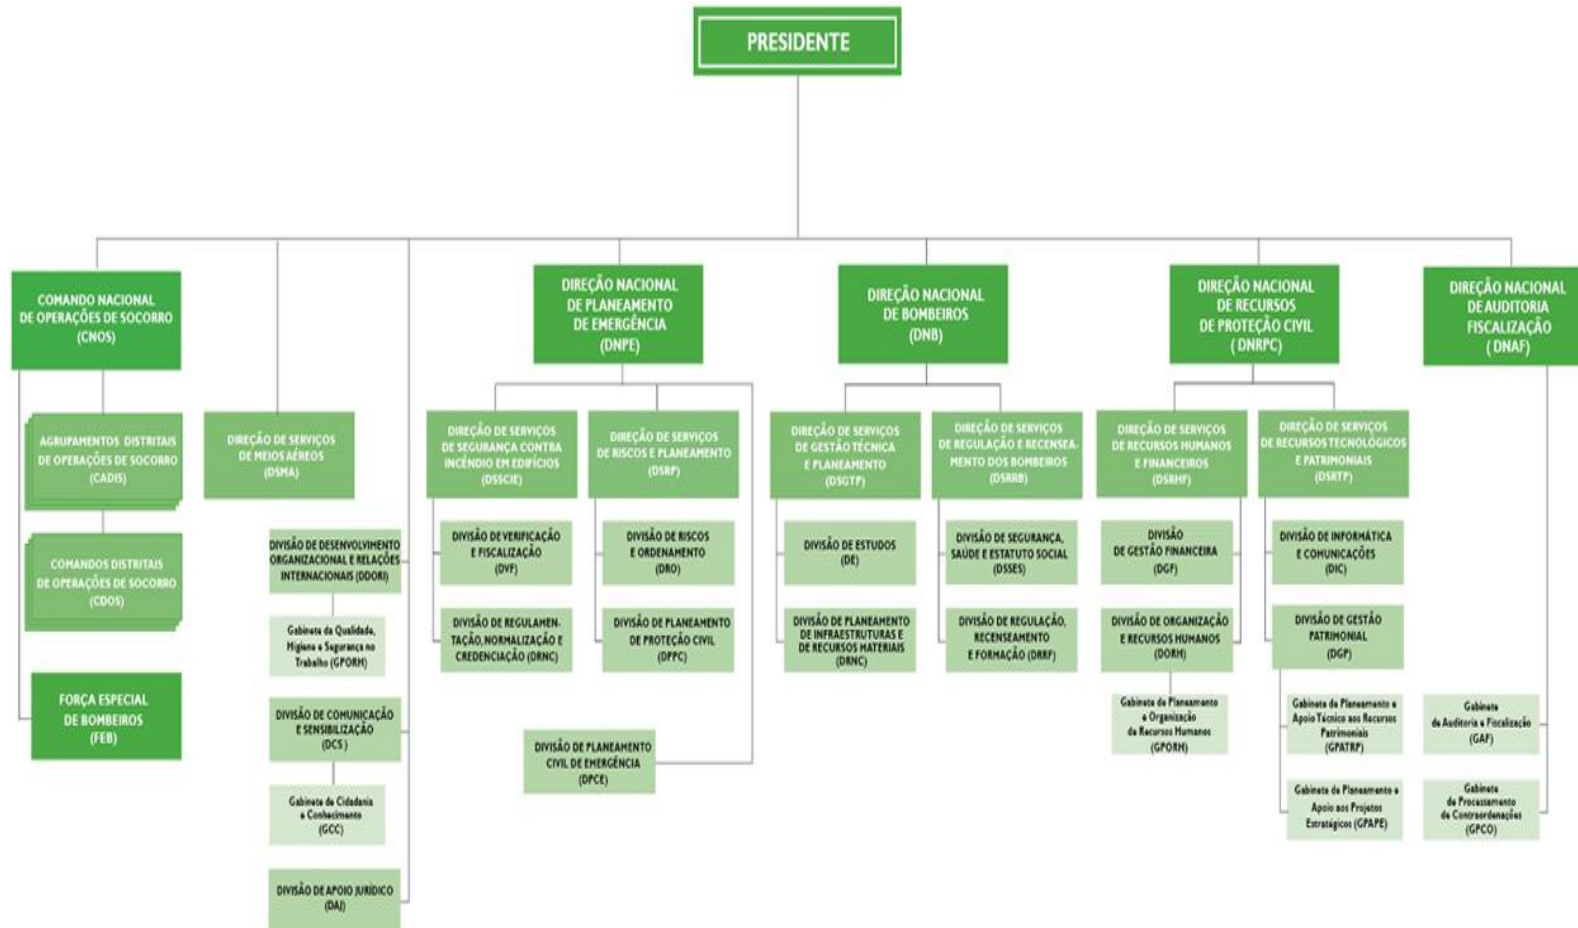 PRESIDENTE
COMANDO NACIONAL
DE OPERAÇÕES DE SOCORRO
(CNOS)
AGRUPAMENTOS DISTRITAIS
DE OPERAÇÕES DE SOCORRO
(CADIS)
COMANDOS DISTRITAIS
DE OPERAÇÕES DE SOCORRO
(CDOS)
FORÇA ESPECIAL
DE BOMBEIROS
(FEB)
DIREÇÃO DE SERVIÇOS
DE MEIOS AÉREOS
(DSMA)
DIVISÃO DE DESENVOLVIMENTO
ORGANIZACIONAL E RELAÇÕES
INTERNACIONAIS (DDORI)
Gabinete da Qualidade,
Higiene e Segurança no
Trabalho (GPORH)
DIVISÃO DE COMUNICAÇÃO
E SENSIBILIZAÇÃO
(DCS )
Gabinete de Cidadania
e Conhecimento
(GCC)
DIVISÃO DE APOIO JURÍDICO
(DAJ)
DIREÇÃO NACIONAL
DE PLANEAMENTO
DE EMERGÊNCIA
(DNPE)
DIREÇÃO DE SERVIÇOS
DE SEGURANÇA CONTRA
INCÊNDIO EM EDIFÍCIOS
(DSSCIE)
DIVISÃO DE VERIFICAÇÃO
E FISCALIZAÇÃO
(DVF)
DIVISÃO DE REGULAMEN-
TAÇÃO, NORMALIZAÇÃO E
CREDENCIAÇÃO (DRNC)
DIREÇÃO DE SERVIÇOS
DE RISCOS E PLANEAMENTO
(DSRP)
DIVISÃO DE RISCOS
E ORDENAMENTO
(DRO)
DIVISÃO DE PLANEAMENTO
DE PROTEÇÃO CIVIL
(DPPC)
DIVISÃO DE PLANEAMENTO
CIVIL DE EMERGÊNCIA
(DPCE)
DIREÇÃO NACIONAL
DE BOMBEIROS
(DNB)
DIREÇÃO DE SERVIÇOS
DE GESTÃO TÉCNICA
E PLANEAMENTO
(DSGTP)
DIVISÃO DE ESTUDOS
(DE)
DIVISÃO DE PLANEAMENTO
DE INFRAESTRUTURAS E
DE RECURSOS MATERIAIS
(DRNC)
DIREÇÃO DE SERVIÇOS
DE REGULAÇÃO E RECENSEA-
MENTO DOS BOMBEIROS
(DSRRB)
DIVISÃO DE SEGURANÇA,
SAÚDE E ESTATUTO SOCIAL
(DSSES)
DIVISÃO DE REGULAÇÃO,
RECENSEAMENTO
E FORMAÇÃO (DRRF)
DIREÇÃO NACIONAL
DE RECURSOS
DE PROTEÇÃO CIVIL
( DNRPC)
DIREÇÃO DE SERVIÇOS
DE RECURSOS HUMANOS
E FINANCEIROS
(DSRHF)
DIVISÃO
DE GESTÃO FINANCEIRA
(DGF)
DIVISÃO DE ORGANIZAÇÃO
E RECURSOS HUMANOS
(DORH)
Gabinete de Planeamento
e Organização
de Recursos Humanos
(GPORH)
DIREÇÃO DE SERVIÇOS
DE RECURSOS TECNOLÓGICOS
E PATRIMONIAIS
(DSRTP)
DIVISÃO DE INFORMÁTICA
E COMUNICAÇÕES
(DIC)
DIVISÃO DE GESTÃO
PATRIMONIAL
(DGP)
Gabinete de Planeamento e
Apoio Técnico aos Recursos
Patrimoniais
(GPATRP)
Gabinete de Planeamento e
Apoio aos Projetos
Estratégicos (GPAPE)
DIREÇÃO NACIONAL
DE AUDITORIA
FISCALIZAÇÃO
( DNAF)
Gabinete
de Auditoria e Fiscalização
(GAF)
Gabinete
de Processamento
de Contraordenações
(GPCO)